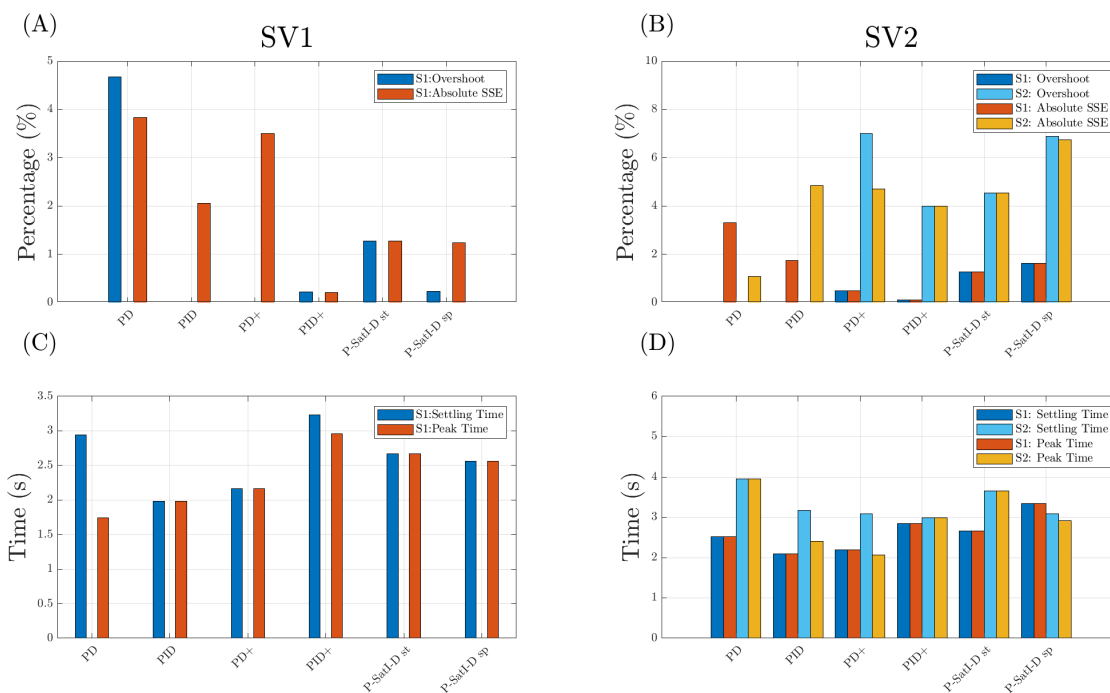 (A)
SV1
5
4
3
2
1
0
Percentage (%)
S1:Overshoot
S1:Absolute SSE
PD
PID
PD+
PID+
P-SatI-D st
P-SatI-D sp
(B)
SV2
10
8
6
4
2
0
Percentage (%)
S1: Overshoot
S2: Overshoot
S1: Absolute SSE
S2: Absolute SSE
PD
PID
PD+
PID+
P-SatI-D st
P-SatI-D sp
(C)
3.5
3
2.5
2
1.5
1
0.5
0
Time (s)
S1:Settling Time
S1:Peak Time
PD
PID
PD+
PID+
P-SatI-D st
P-SatI-D sp
(D)
6
5
4
3
2
1
0
Time (s)
S1: Settling Time
S2: Settling Time
S1: Peak Time
S2: Peak Time
PD
PID
PD+
PID+
P-SatI-D st
P-SatI-D sp